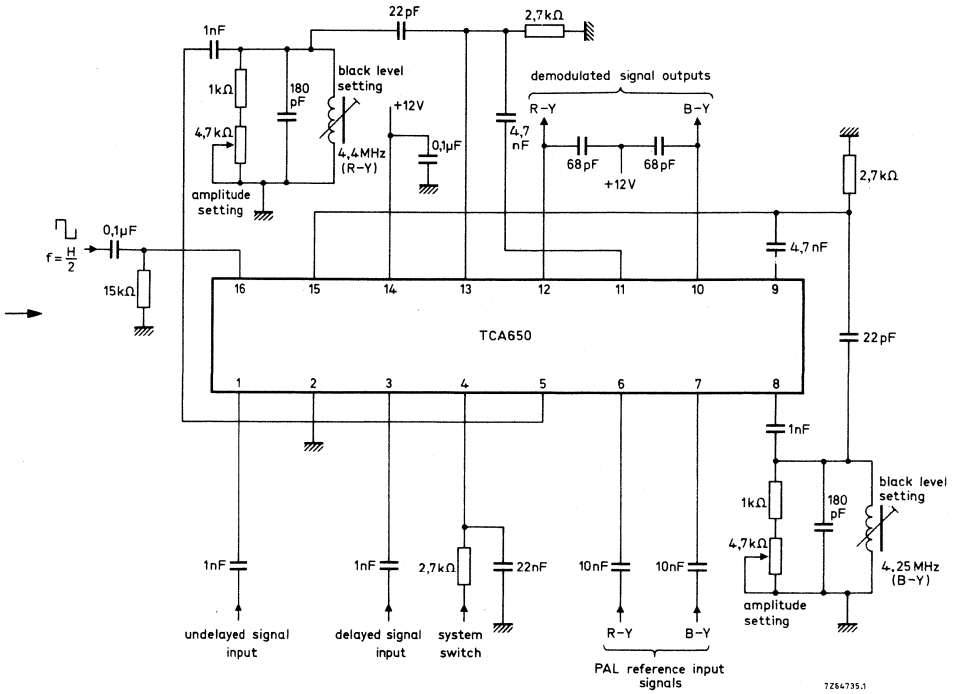 22pF
2,7kΩ
1nF
demodulated signal outputs
black level
setting
R-Y
B-Y
1kΩ
180
pF
+12V
4,7
nF
4,7kΩ
4,4MHz
(R-Y)
0,1µF
68pF
68pF
+12V
2,7kΩ
amplitude
setting
0,1µF
f=H/2
4,7nF
15kΩ
16
15
14
13
12
11
10
9
TCA650
22pF
1
2
3
4
5
6
7
8
1nF
black level
setting
1kΩ
180
pF
4,7kΩ
1nF
1nF
2,7kΩ
22nF
10nF
10nF
4,25MHz
(B-Y)
amplitude
setting
undelayed signal
input
delayed signal
input
system
switch
R-Y
B-Y
PAL reference input
signals
7Z64735.1